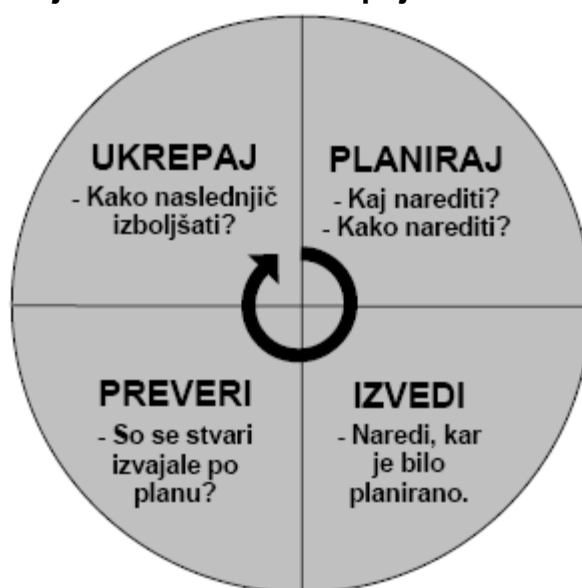 UKREPAJ
- Kako naslednjič
izboljšati?
PLANIRAJ
- Kaj narediti?
- Kako narediti?
PREVERI
- So se stvari
izvajale po
planu?
IZVEDI
- Naredi, kar
je bilo
planirano.